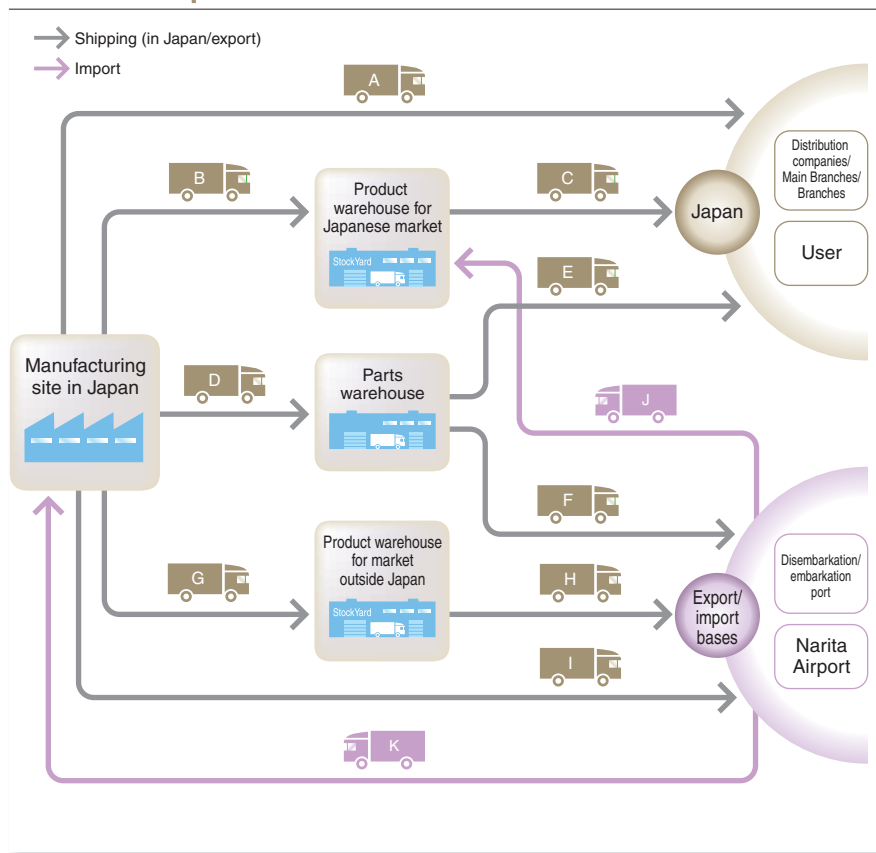 Shipping (in Japan/export)
Import
A
B
C
Product
warehouse for
Japanese market
StockYard
Distribution
companies/
Main Branches/
Branches
Japan
User
E
Manufacturing
site in Japan
D
Parts
warehouse
J
F
Product warehouse
for market
outside Japan
StockYard
G
H
Disembarkation/
embarkation
port
Export/
import
bases
Narita
Airport
I
K